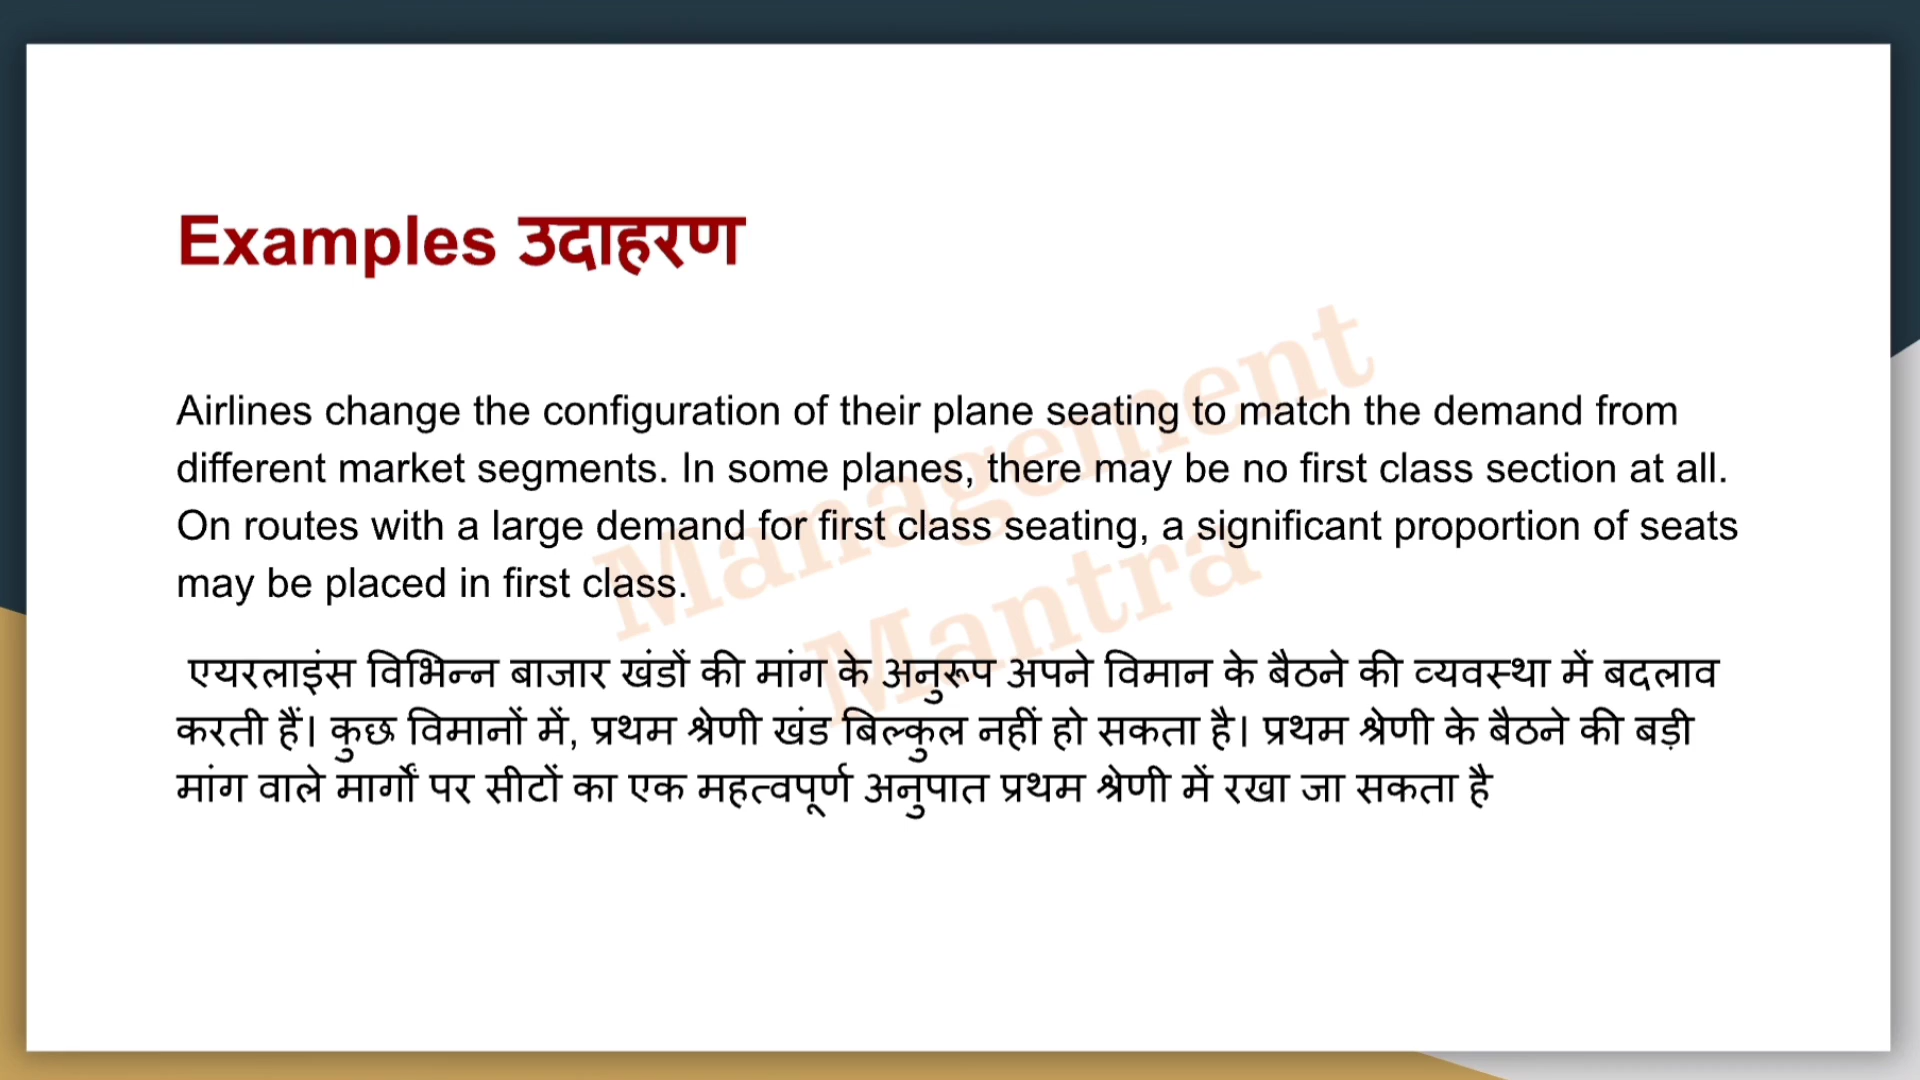 Examples उदाहरण
Airlines change the configuration of their plane seating to match the demand from
different market segments. In some planes, there may be no first class section at all.
On routes with a large demand for first class seating, a significant proportion of seats
may be placed in first class.
एयरलाइंस विभिन्न बाजार खंडों की मांग के अनुरूप अपने विमान के बैठने की व्यवस्था में बदलाव
करती हैं। कुछ विमानों में, प्रथम श्रेणी खंड बिल्कुल नहीं हो सकता है। प्रथम श्रेणी के बैठने की बड़ी
मांग वाले मार्गों पर सीटों का एक महत्वपूर्ण अनुपात प्रथम श्रेणी में रखा जा सकता है
Management
Mantra